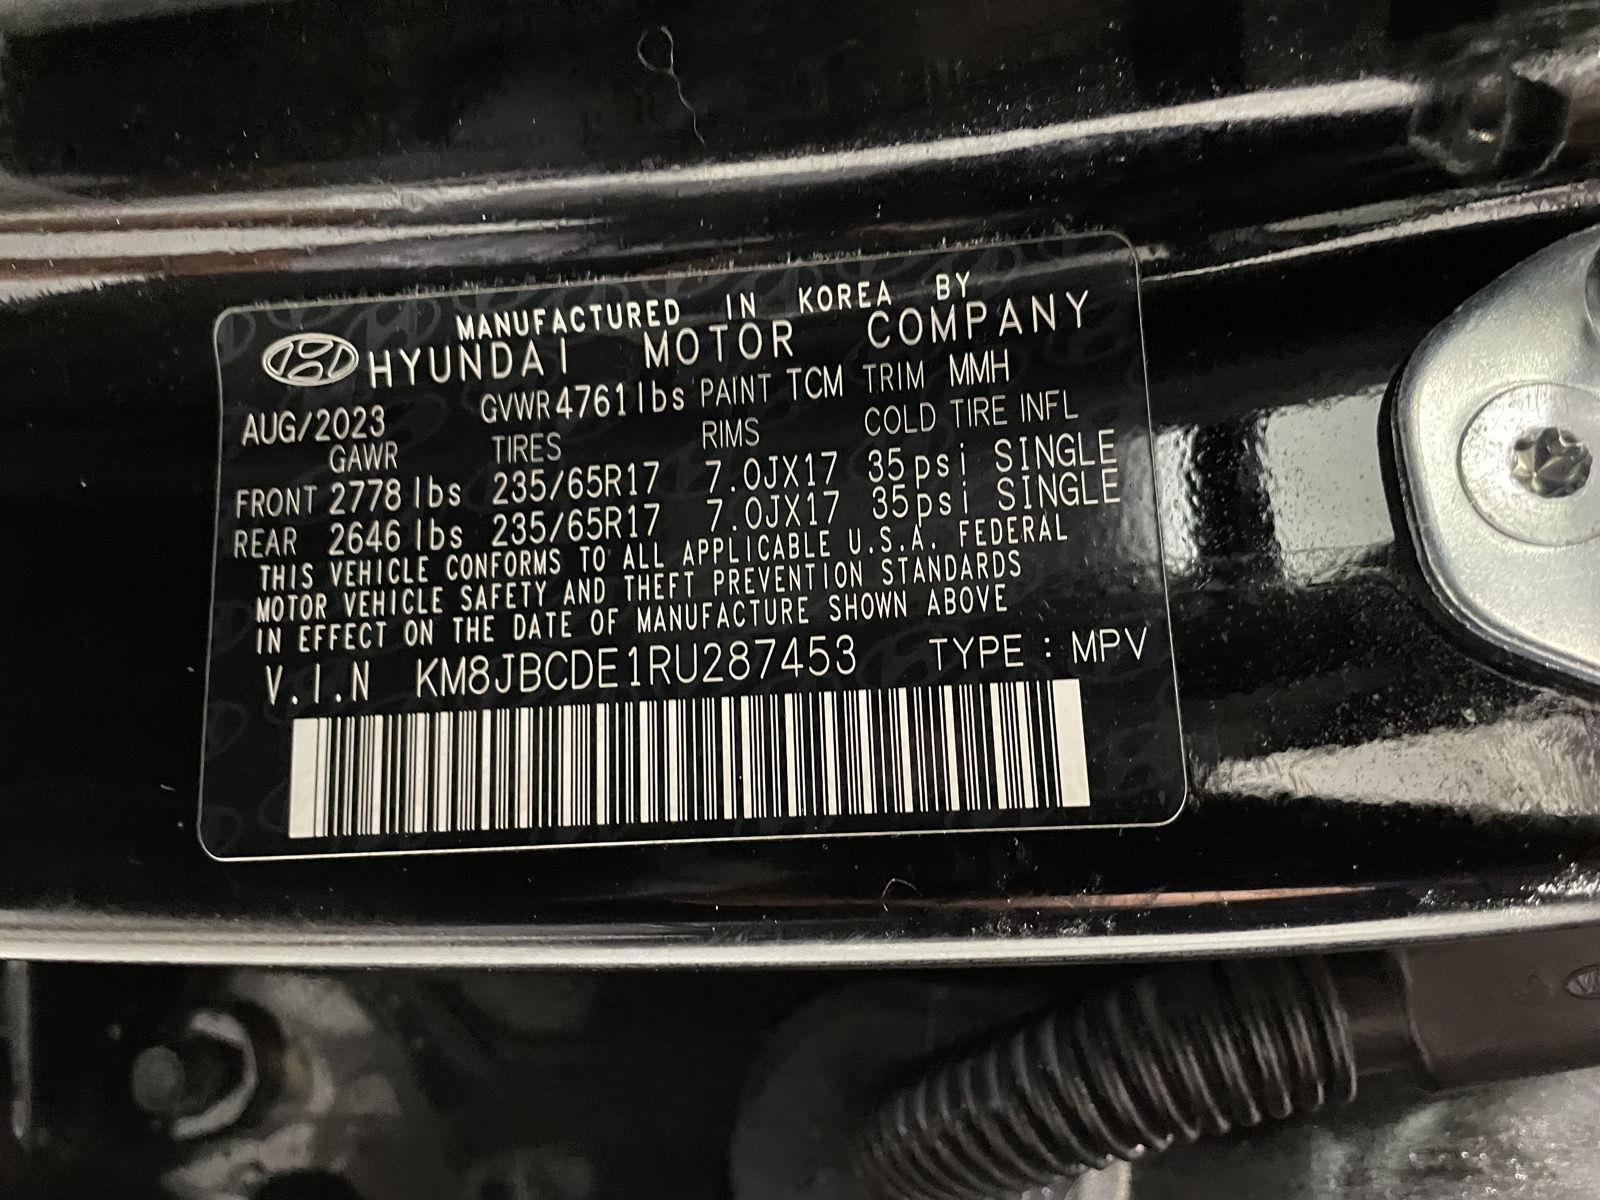 MANUFACTURED IN KOREA BY
HYUNDAI MOTOR COMPANY
AUG/2023 GVWR 4761lbs PAINT TCM TRIM MMH
GAWR TIRES RIMS COLD TIRE INFL
FRONT 2778 lbs 235/65R17 7.0JX17 35psi SINGLE
REAR 2646 lbs 235/65R17 7.0JX17 35psi SINGLE
THIS VEHICLE CONFORMS TO ALL APPLICABLE U.S.A. FEDERAL
MOTOR VEHICLE SAFETY AND THEFT PREVENTION STANDARDS
IN EFFECT ON THE DATE OF MANUFACTURE SHOWN ABOVE
V.I.N KM8JBCDE1RU287453 TYPE : MPV